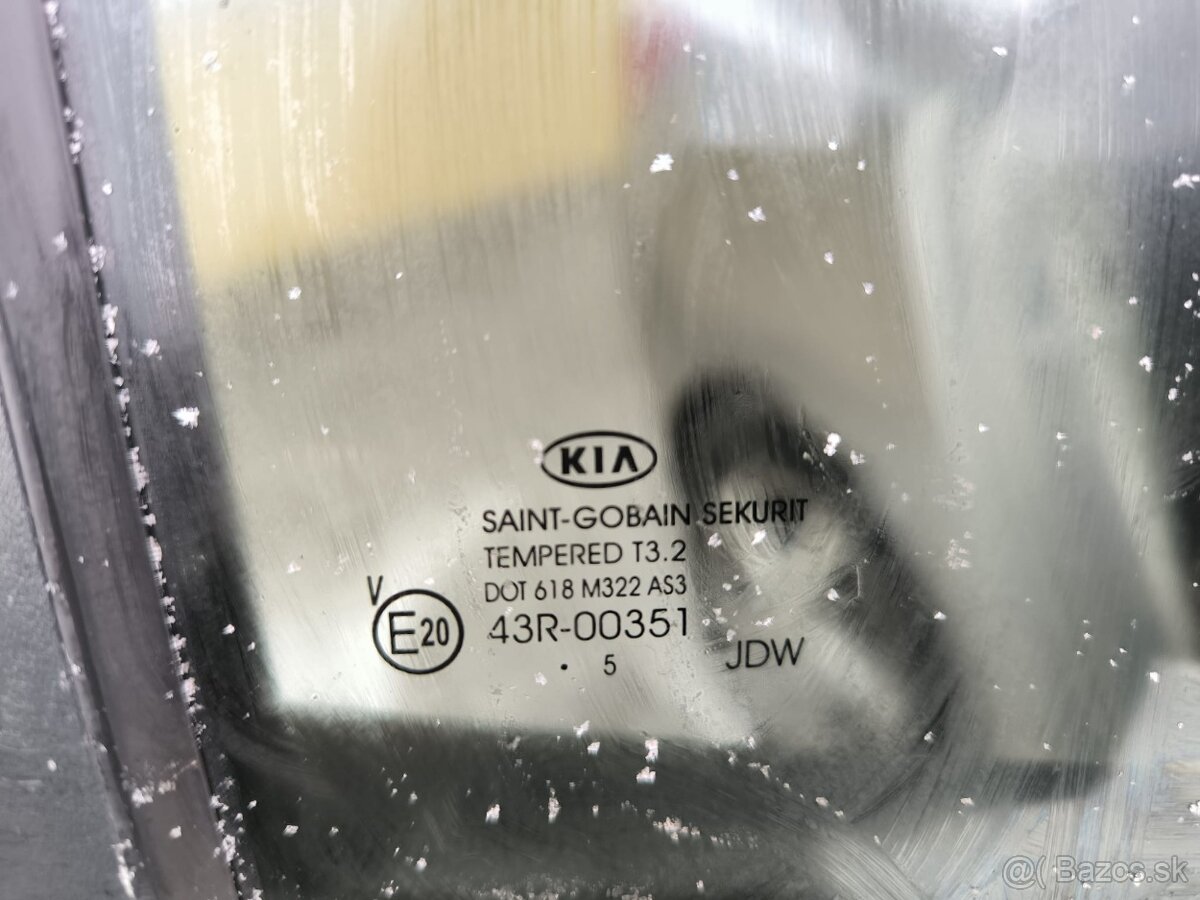 KIA
SAINT-GOBAIN SEKURIT
TEMPERED T3.2
DOT 618 M322 AS3
V
E20
43R-00351
. 5
JDW
@( Bazos.sk